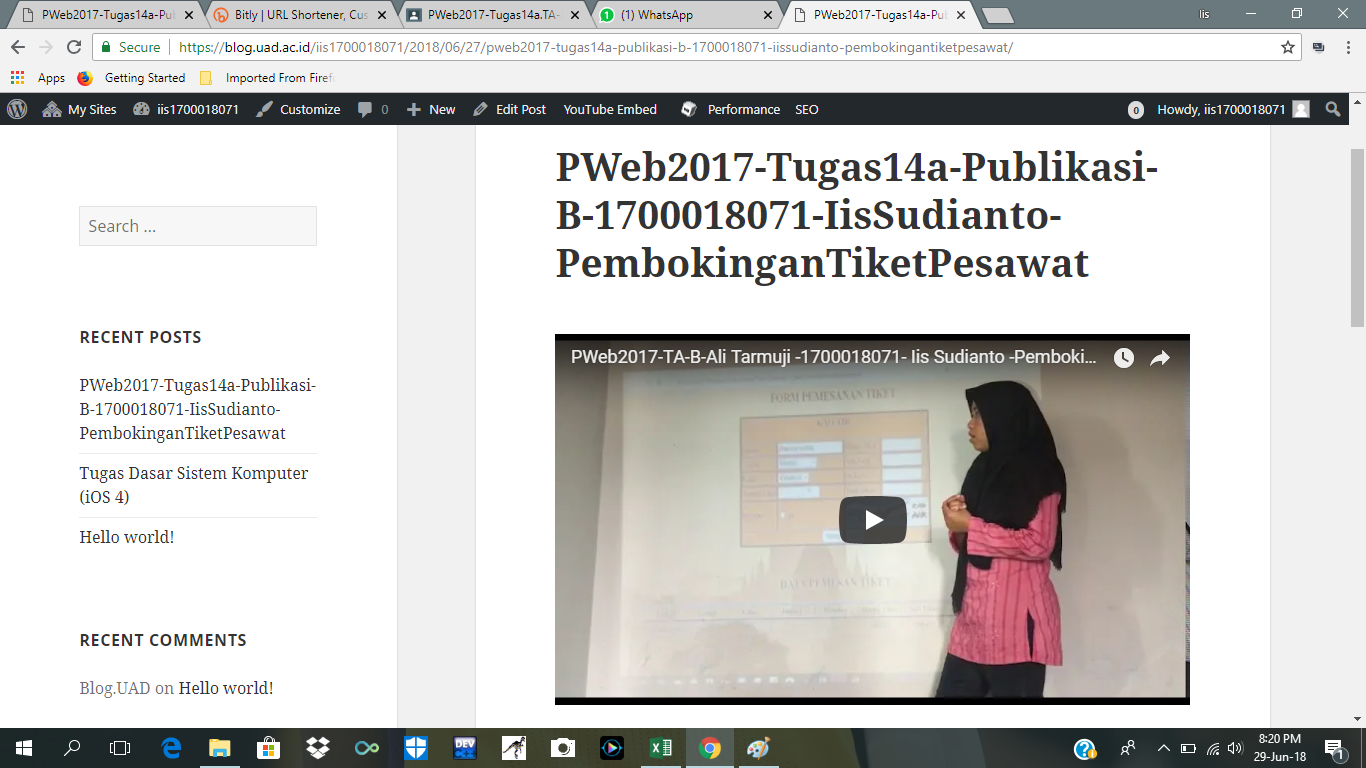 PWeb2017-Tugas14a-Pub
Bitly | URL Shortener, Cus
PWeb2017-Tugas14a.TA-
(1) WhatsApp
PWeb2017-Tugas14a-Pub
Iis
Secure
https://blog.uad.ac.id/iis1700018071/2018/06/27/pweb2017-tugas14a-publikasi-b-1700018071-iissudianto-pembokingantiketpesawat/
Apps
Getting Started
Imported From Firef
My Sites
iis1700018071
Customize
0
New
Edit Post
YouTube Embed
Performance
SEO
0
Howdy, iis1700018071
Search ...
RECENT POSTS
PWeb2017-Tugas14a-Publikasi-
B-1700018071-IisSudianto-
PembokinganTiketPesawat
Tugas Dasar Sistem Komputer
(iOS 4)
Hello world!
RECENT COMMENTS
Blog.UAD on Hello world!
PWeb2017-Tugas14a-Publikasi-
B-1700018071-IisSudianto-
PembokinganTiketPesawat
PWeb2017-TA-B-Ali Tarmuji -1700018071- Iis Sudianto -Pemboki...
FORM PEMESANAN TIKET
DATA PEMESAN TIKET
DEV
8:20 PM
29-Jun-18
1